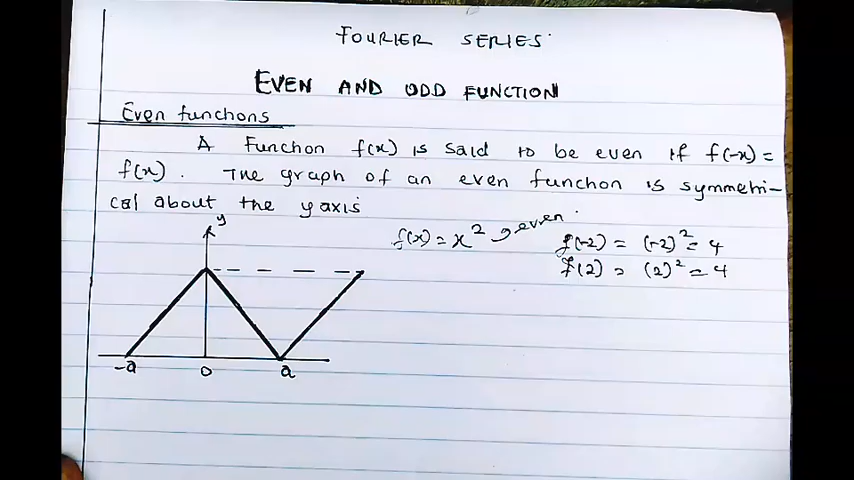 FOURIER SERIES
EVEN AND ODD FUNCTION
Even functions
A Function f(x) is said to be even if f(-x) =
f(x). The graph of an even function is symmetri-
cal about the y axis
y
f(x) = x² → even.
f(-2) = (-2)² = 4
f(2) = (2)² = 4
-a 0 a